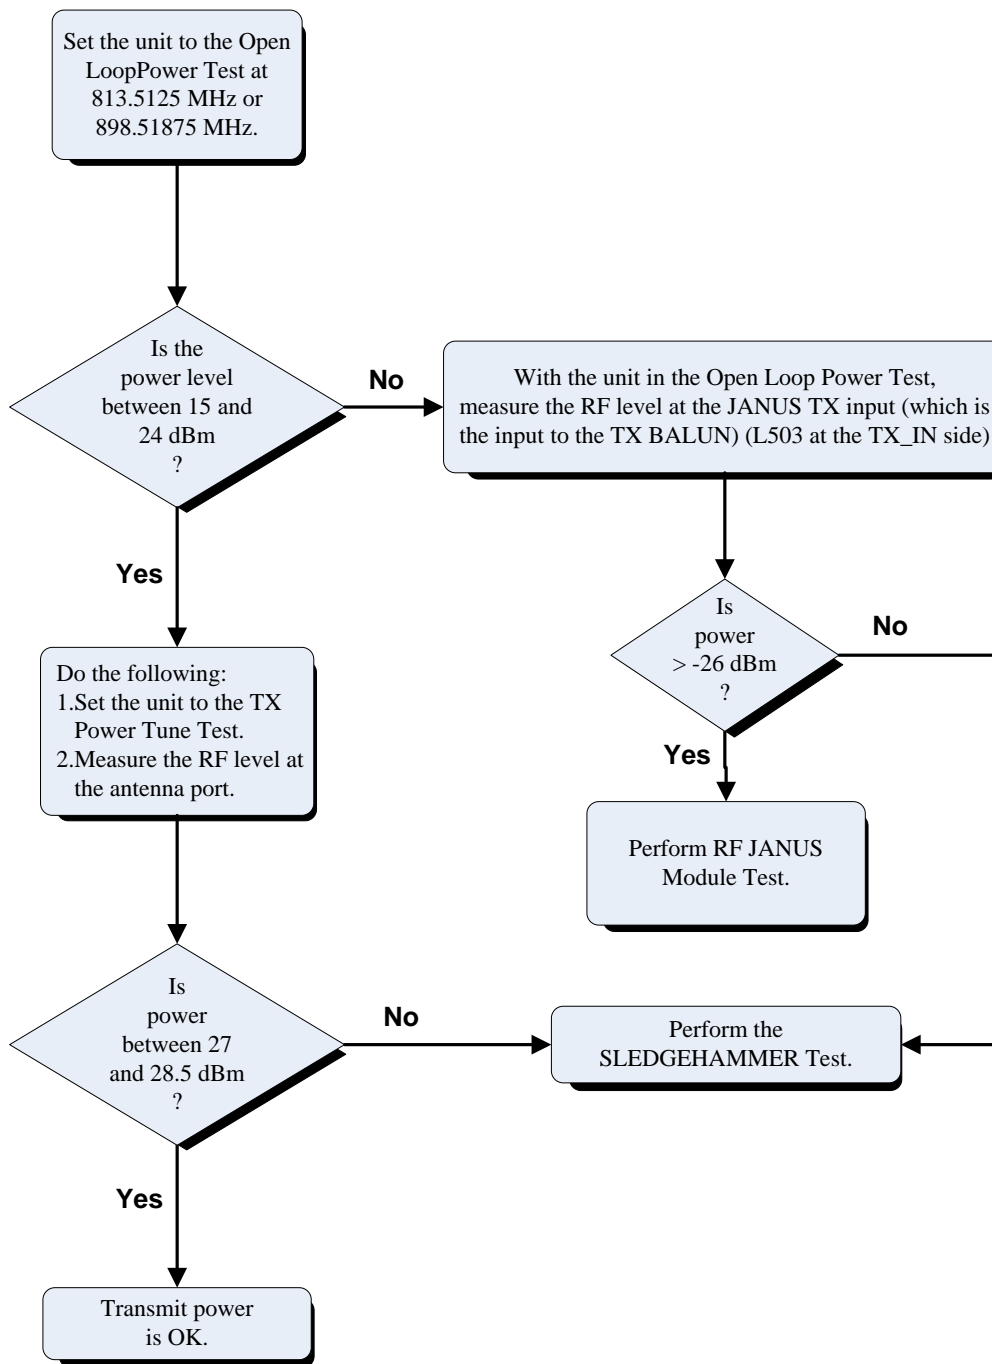 Set the unit to the Open
LoopPower Test at
813.5125 MHz or
898.51875 MHz.
Is the
power level
between 15 and
24 dBm
?
No
With the unit in the Open Loop Power Test,
measure the RF level at the JANUS TX input (which is
the input to the TX BALUN) (L503 at the TX_IN side)
Yes
Is
power
> -26 dBm
?
No
Yes
Do the following:
1.Set the unit to the TX
Power Tune Test.
2.Measure the RF level at
the antenna port.
Perform RF JANUS
Module Test.
Is
power
between 27
and 28.5 dBm
?
No
Perform the
SLEDGEHAMMER Test.
Yes
Transmit power
is OK.